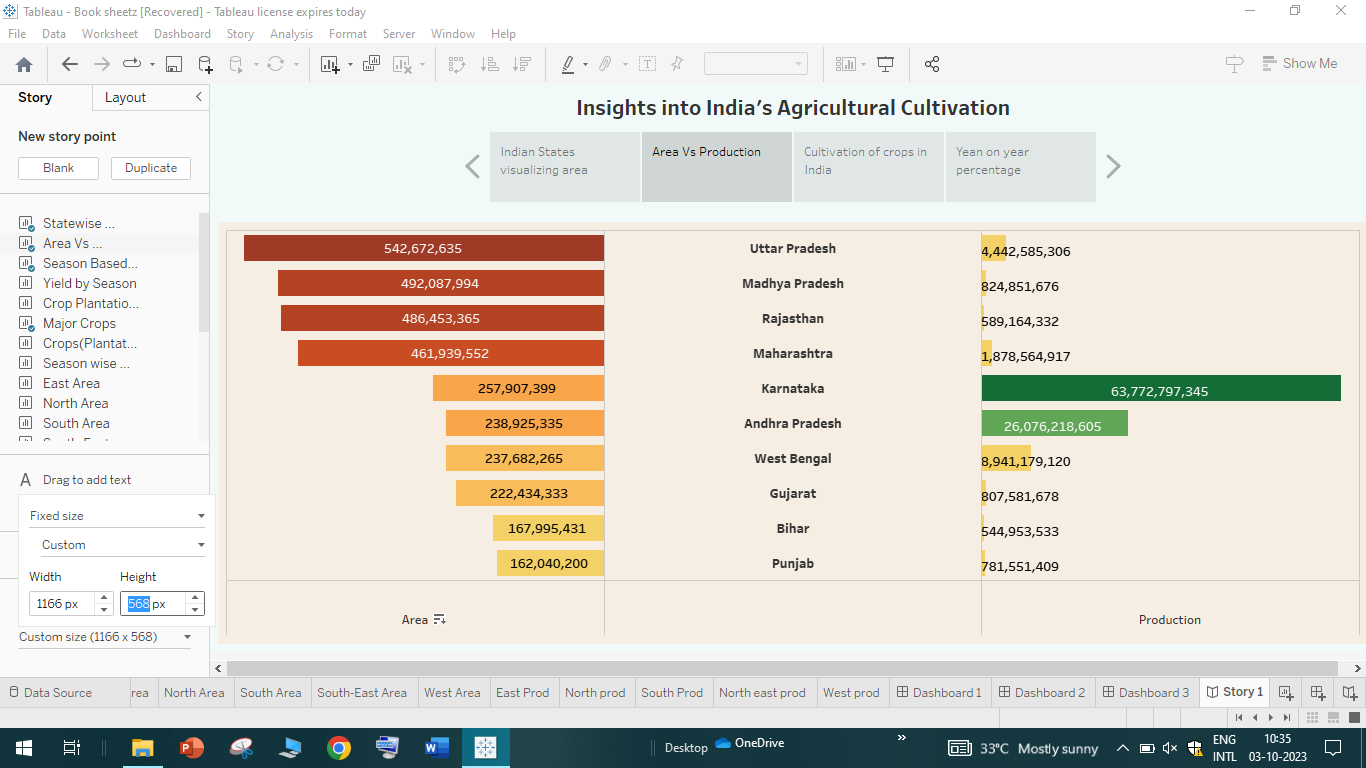 Tableau - Book sheetz [Recovered] - Tableau license expires today
File Data Worksheet Dashboard Story Analysis Format Server Window Help
Show Me
Story Layout
New story point
Blank Duplicate
Statewise ...
Area Vs ...
Season Based...
Yield by Season
Crop Plantatio...
Major Crops
Crops(Plantat...
Season wise ...
East Area
North Area
South Area
A Drag to add text
Fixed size
Custom
Width Height
1166 px 568 px
Custom size (1166 x 568)
Insights into India’s Agricultural Cultivation
Indian States visualizing area
Area Vs Production
Cultivation of crops in India
Yean on year percentage
542,672,635 Uttar Pradesh 4,442,585,306
492,087,994 Madhya Pradesh 824,851,676
486,453,365 Rajasthan 589,164,332
461,939,552 Maharashtra 1,878,564,917
257,907,399 Karnataka 63,772,797,345
238,925,335 Andhra Pradesh 26,076,218,605
237,682,265 West Bengal 8,941,179,120
222,434,333 Gujarat 807,581,678
167,995,431 Bihar 544,953,533
162,040,200 Punjab 781,551,409
Area Production
Data Source rea North Area South Area South-East Area West Area East Prod North prod South Prod North east prod West prod Dashboard 1 Dashboard 2 Dashboard 3 Story 1
Desktop OneDrive » 33°C Mostly sunny ENG INTL 10:35 03-10-2023